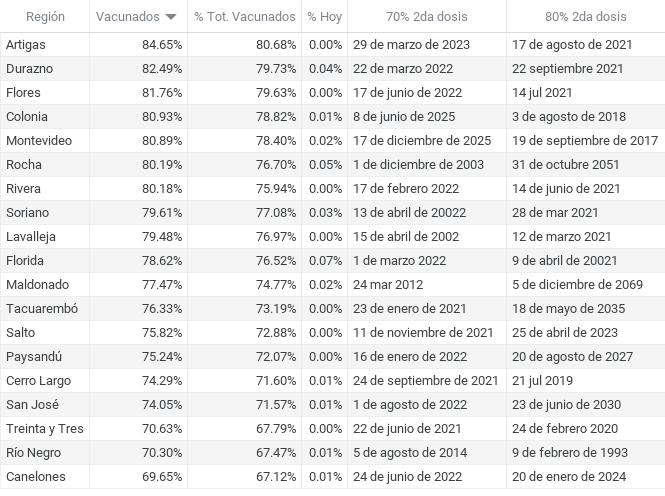 Región Vacunados % Tot. Vacunados % Hoy 70% 2da dosis 80% 2da dosis
Artigas 84.65% 80.68% 0.00% 29 de marzo de 2023 17 de agosto de 2021
Durazno 82.49% 79.73% 0.04% 22 de marzo 2022 22 septiembre 2021
Flores 81.76% 79.63% 0.00% 17 de junio de 2022 14 jul 2021
Colonia 80.93% 78.82% 0.01% 8 de junio de 2025 3 de agosto de 2018
Montevideo 80.89% 78.40% 0.02% 17 de diciembre de 2025 19 de septiembre de 2017
Rocha 80.19% 76.70% 0.05% 1 de diciembre de 2003 31 de octubre 2051
Rivera 80.18% 75.94% 0.00% 17 de febrero 2022 14 de junio de 2021
Soriano 79.61% 77.08% 0.03% 13 de abril de 20022 28 de mar 2021
Lavalleja 79.48% 76.97% 0.00% 15 de abril de 2002 12 de marzo 2021
Florida 78.62% 76.52% 0.07% 1 de marzo 2022 9 de abril de 20021
Maldonado 77.47% 74.77% 0.02% 24 mar 2012 5 de diciembre de 2069
Tacuarembó 76.33% 73.19% 0.00% 23 de enero de 2021 18 de mayo de 2035
Salto 75.82% 72.88% 0.00% 11 de noviembre de 2021 25 de abril de 2023
Paysandú 75.24% 72.07% 0.00% 16 de enero de 2022 20 de agosto de 2027
Cerro Largo 74.29% 71.60% 0.01% 24 de septiembre de 2021 21 jul 2019
San José 74.05% 71.57% 0.01% 1 de agosto de 2022 23 de junio de 2030
Treinta y Tres 70.63% 67.79% 0.00% 22 de junio de 2021 24 de febrero 2020
Río Negro 70.30% 67.47% 0.01% 5 de agosto de 2014 9 de febrero de 1993
Canelones 69.65% 67.12% 0.01% 24 de junio de 2022 20 de enero de 2024